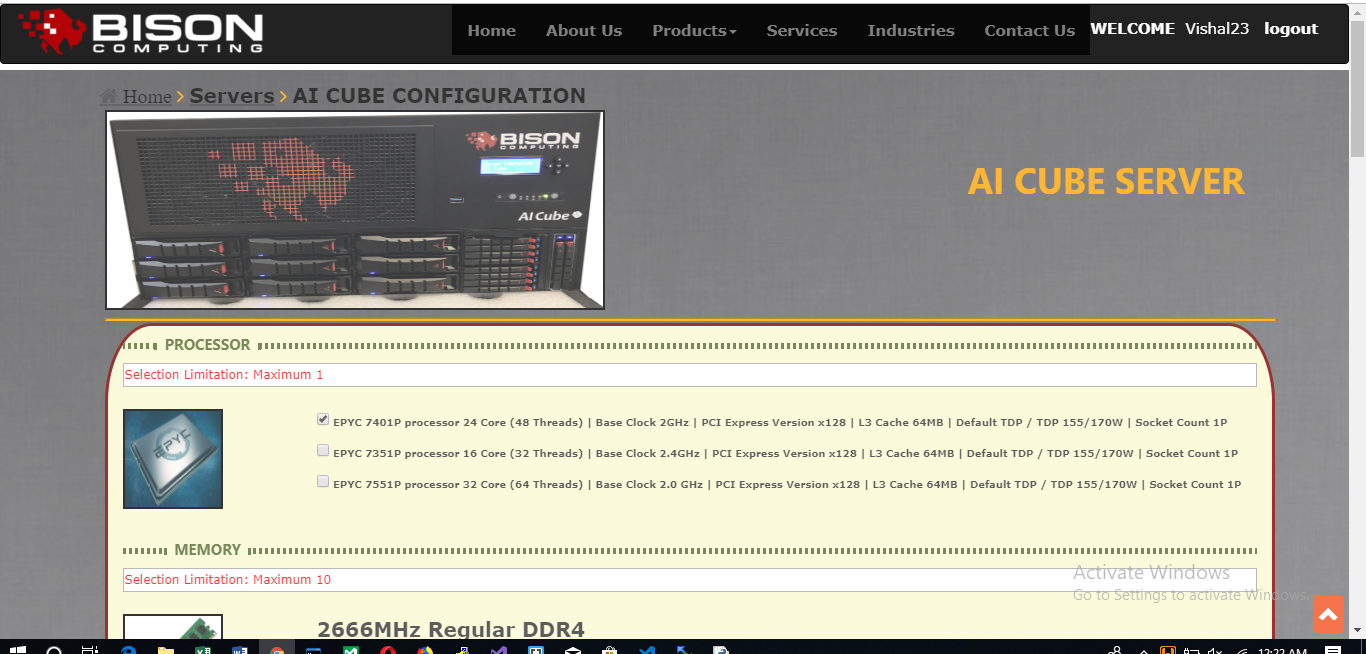 BISON
COMPUTING
Home About Us Products Services Industries Contact Us WELCOME Vishal23 logout
Home > Servers > AI CUBE CONFIGURATION
BISON
COMPUTING
AI Cube
AI CUBE SERVER
PROCESSOR
Selection Limitation: Maximum 1
EPYC
EPYC 7401P processor 24 Core (48 Threads) | Base Clock 2GHz | PCI Express Version x128 | L3 Cache 64MB | Default TDP / TDP 155/170W | Socket Count 1P
EPYC 7351P processor 16 Core (32 Threads) | Base Clock 2.4GHz | PCI Express Version x128 | L3 Cache 64MB | Default TDP / TDP 155/170W | Socket Count 1P
EPYC 7551P processor 32 Core (64 Threads) | Base Clock 2.0 GHz | PCI Express Version x128 | L3 Cache 64MB | Default TDP / TDP 155/170W | Socket Count 1P
MEMORY
Selection Limitation: Maximum 10
Activate Windows
Go to Settings to activate Windows.
2666MHz Regular DDR4
12:22 AM